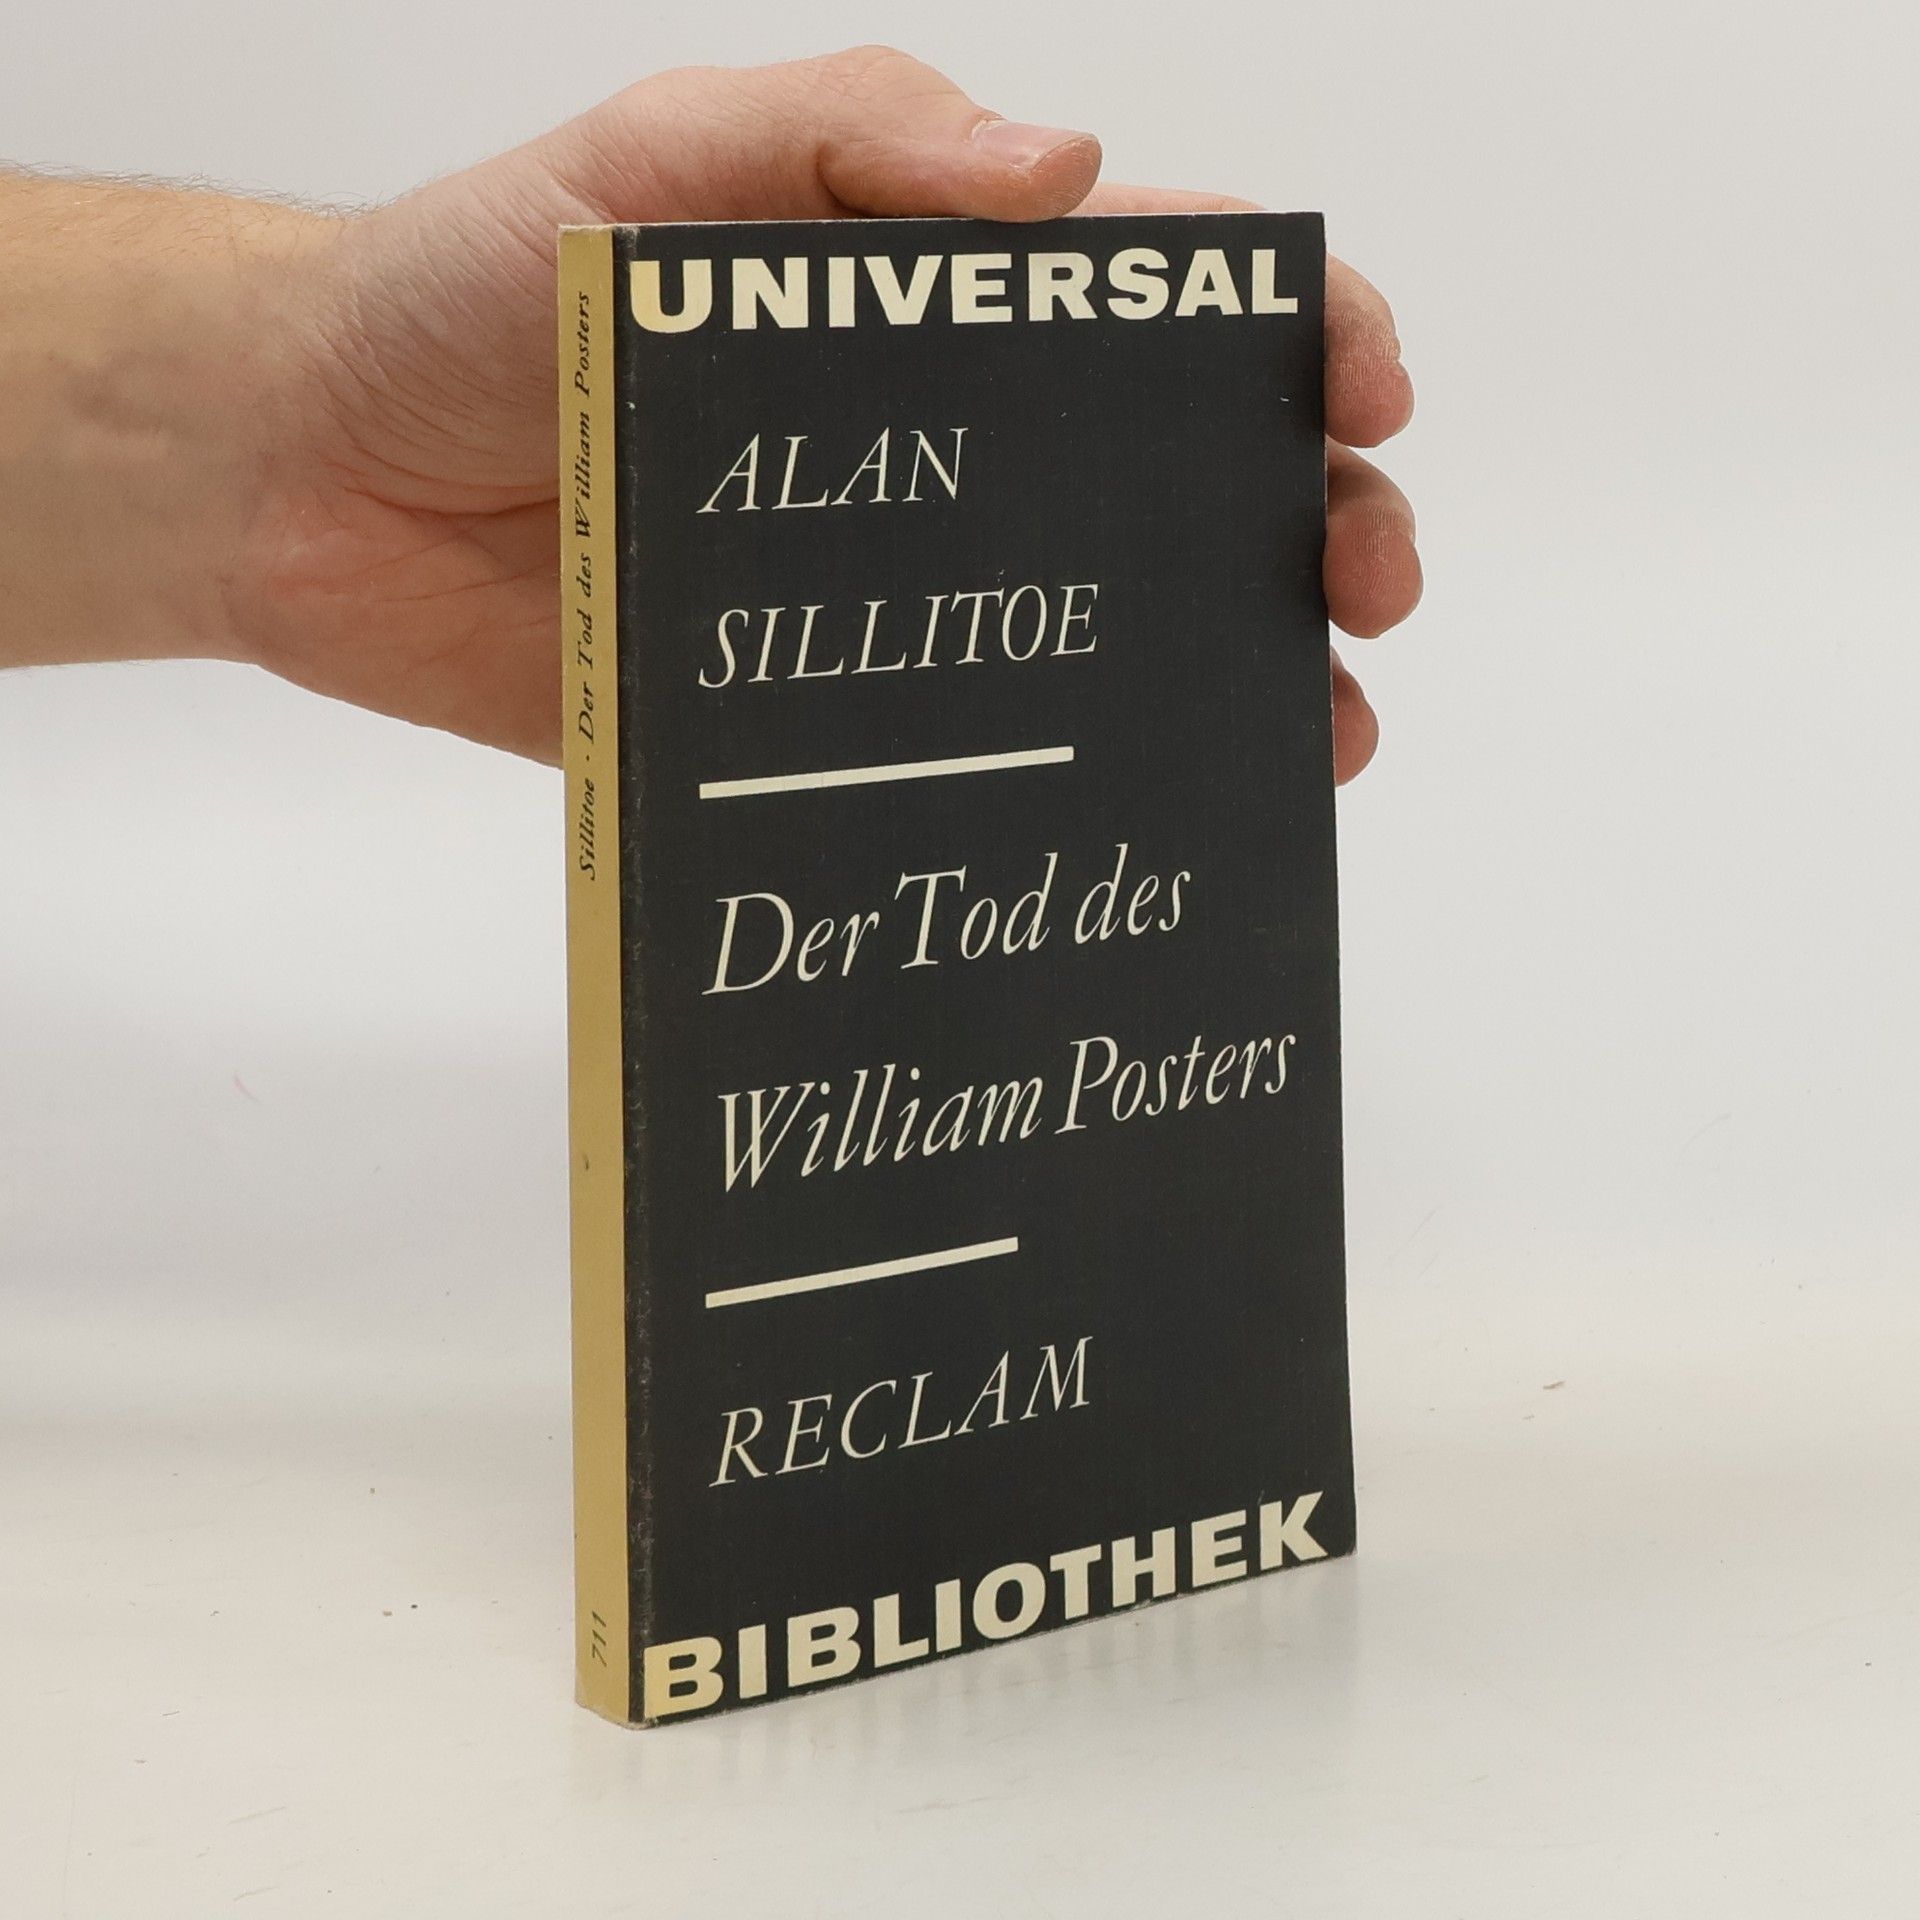 UNIVERSAL
ALAN
SILLITOE
Der Tod des
William Posters
RECLAM
BIBLIOTHEK
Sillitoe · Der Tod des William Posters
711